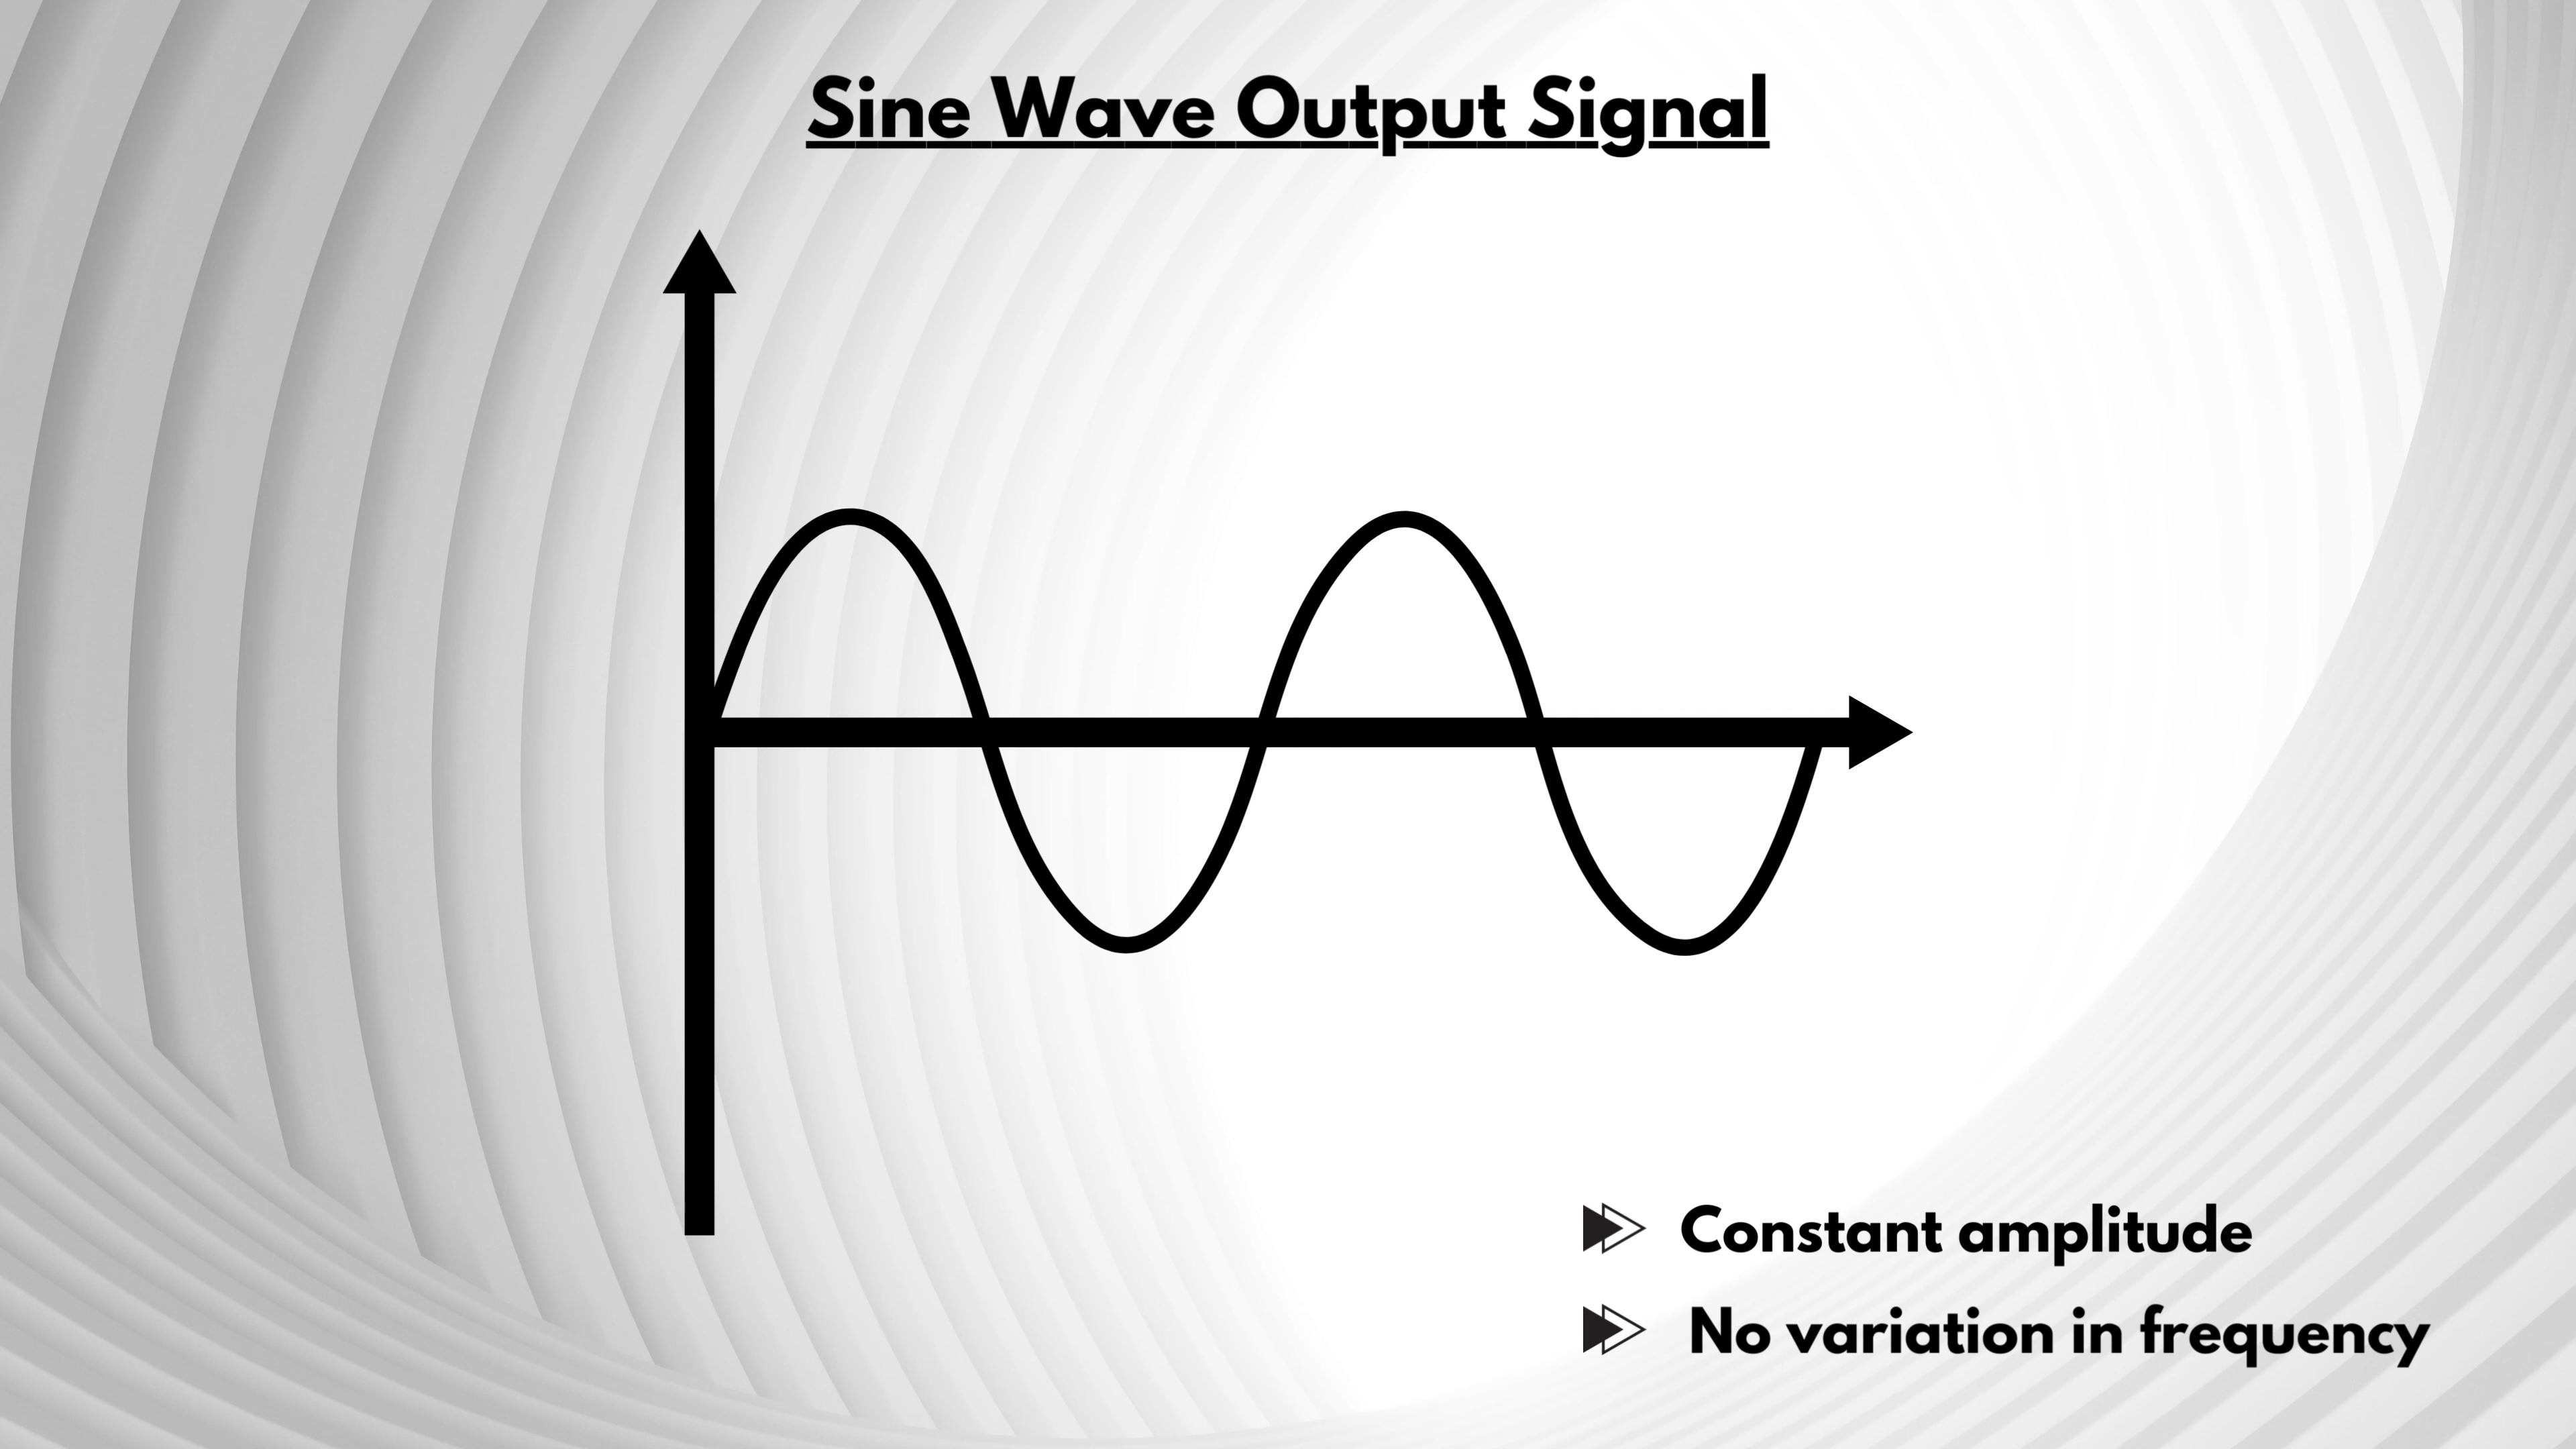 Sine Wave Output Signal
Constant amplitude
No variation in frequency